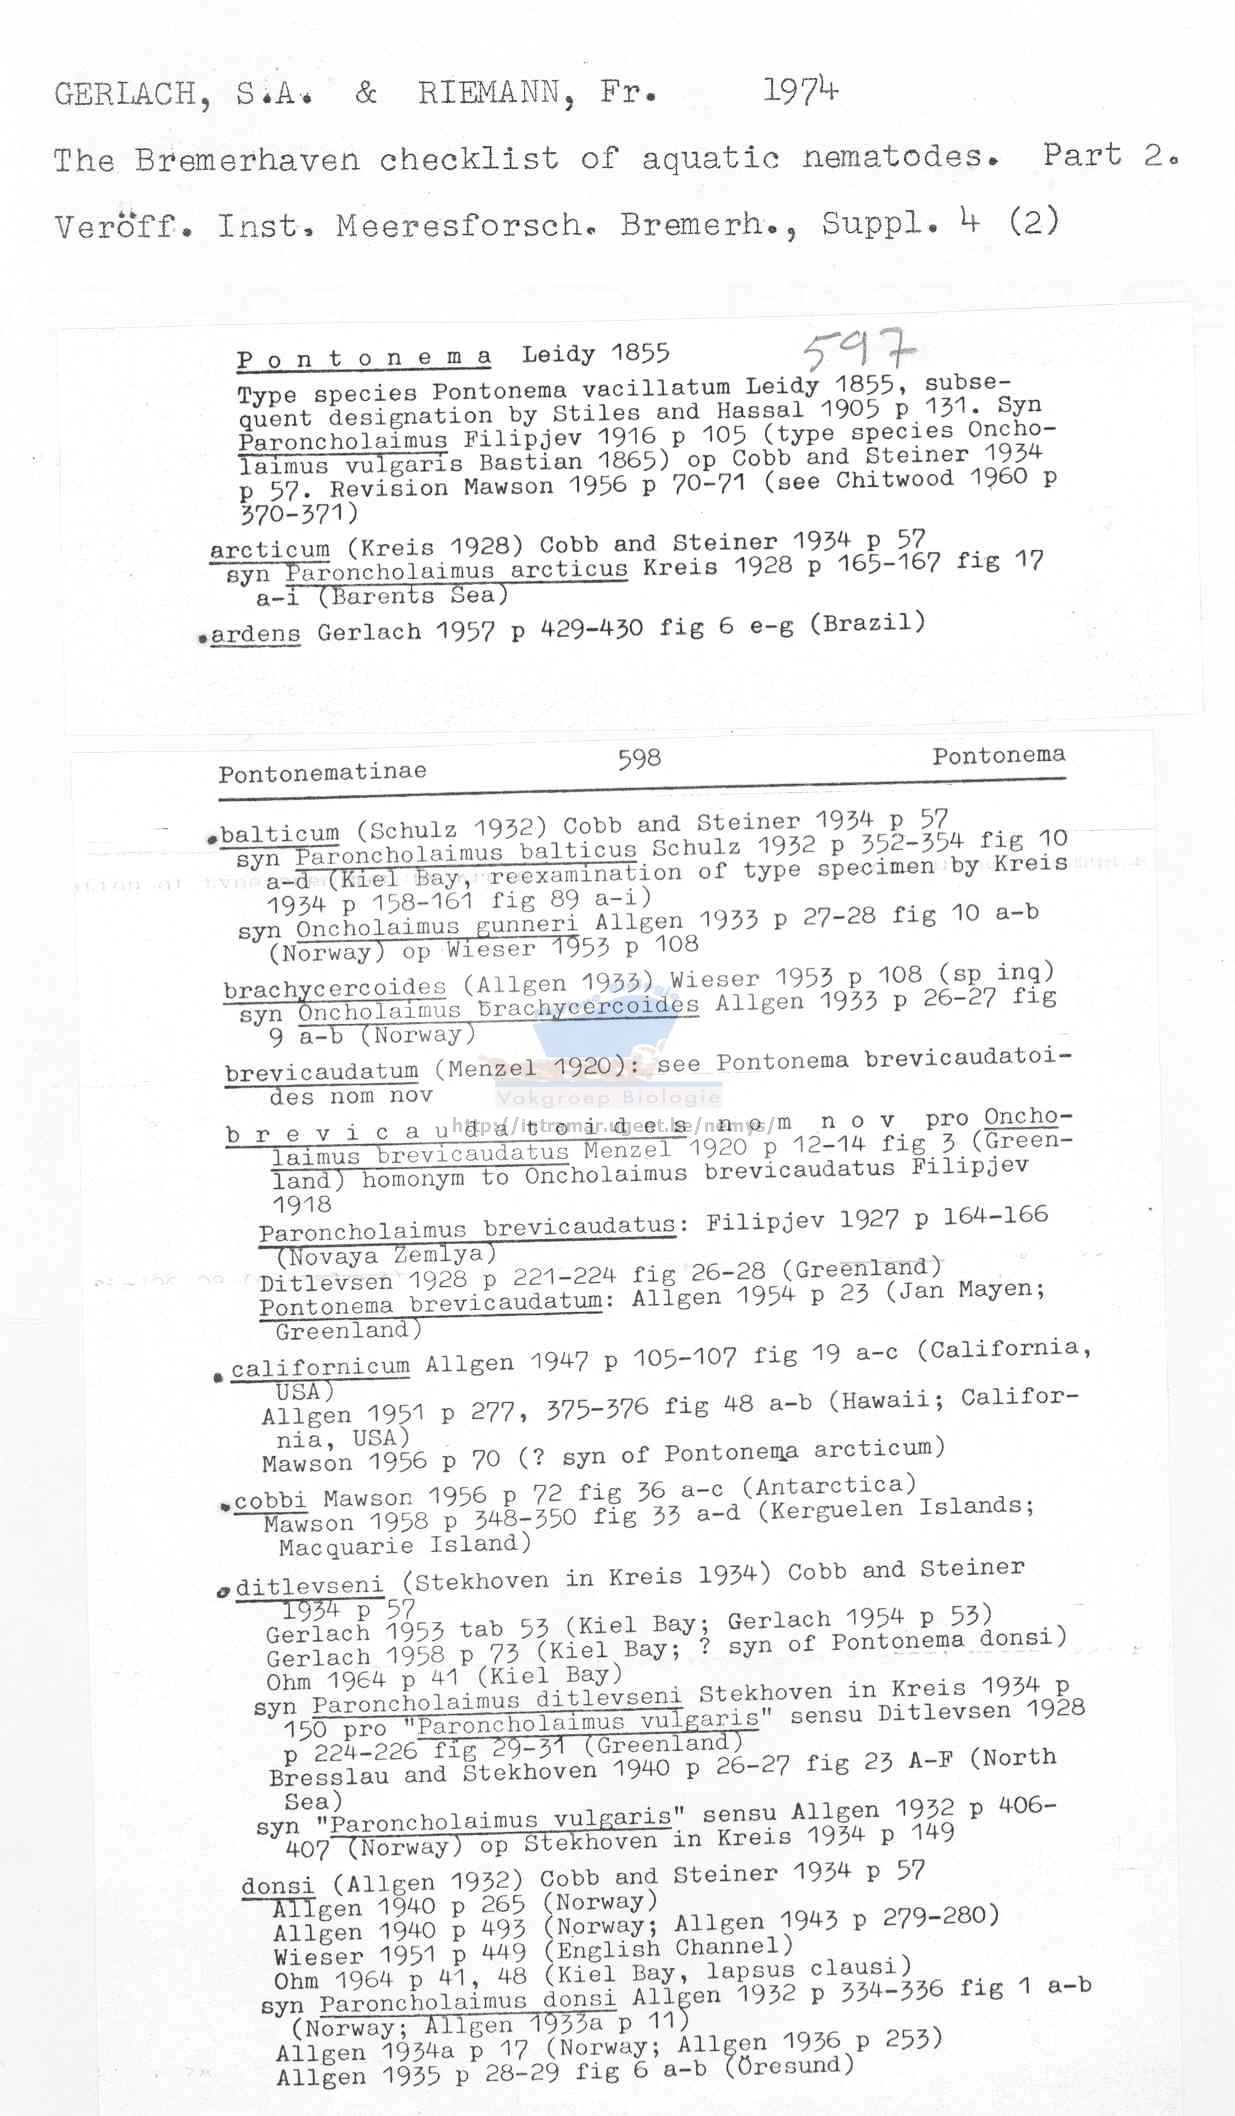 GERLACH, S.A. & RIEMANN, Fr. 1974
The Bremerhaven checklist of aquatic nematodes. Part 2.
Veröff. Inst. Meeresforsch. Bremerh., Suppl. 4 (2)
597
P o n t o n e m a Leidy 1855
Type species Pontonema vacillatum Leidy 1855, subse-
quent designation by Stiles and Hassal 1905 p 131. Syn
Paroncholaimus Filipjev 1916 p 105 (type species Oncho-
laimus vulgaris Bastian 1865) op Cobb and Steiner 1934
p 57. Revision Mawson 1956 p 70-71 (see Chitwood 1960 p
370-371)
arcticum (Kreis 1928) Cobb and Steiner 1934 p 57
syn Paroncholaimus arcticus Kreis 1928 p 165-167 fig 17
a-i (Barents Sea)
.ardens Gerlach 1957 p 429-430 fig 6 e-g (Brazil)
Pontonematinae 598 Pontonema
.balticum (Schulz 1932) Cobb and Steiner 1934 p 57
syn Paroncholaimus balticus Schulz 1932 p 352-354 fig 10
a-d (Kiel Bay, reexamination of type specimen by Kreis
1934 p 158-161 fig 89 a-i)
syn Oncholaimus gunneri Allgen 1933 p 27-28 fig 10 a-b
(Norway) op Wieser 1953 p 108
brachycercoides (Allgen 1933) Wieser 1953 p 108 (sp inq)
syn Oncholaimus brachycercoides Allgen 1933 p 26-27 fig
9 a-b (Norway)
brevicaudatum (Menzel 1920): see Pontonema brevicaudatoi-
des nom nov
Vakgroep Biologie
http://intramar.ugent.be/nemys/
b r e v i c a u d a t o i d e s n o m n o v pro Oncho-
laimus brevicaudatus Menzel 1920 p 12-14 fig 3 (Green-
land) homonym to Oncholaimus brevicaudatus Filipjev
1918
Paroncholaimus brevicaudatus: Filipjev 1927 p 164-166
(Novaya Zemlya)
Ditlevsen 1928 p 221-224 fig 26-28 (Greenland)
Pontonema brevicaudatum: Allgen 1954 p 23 (Jan Mayen;
Greenland)
.californicum Allgen 1947 p 105-107 fig 19 a-c (California,
USA)
Allgen 1951 p 277, 375-376 fig 48 a-b (Hawaii; Califor-
nia, USA)
Mawson 1956 p 70 (? syn of Pontonema arcticum)
.cobbi Mawson 1956 p 72 fig 36 a-c (Antarctica)
Mawson 1958 p 348-350 fig 33 a-d (Kerguelen Islands;
Macquarie Island)
.ditlevseni (Stekhoven in Kreis 1934) Cobb and Steiner
1934 p 57
Gerlach 1953 tab 53 (Kiel Bay; Gerlach 1954 p 53)
Gerlach 1958 p 73 (Kiel Bay; ? syn of Pontonema donsi)
Ohm 1964 p 41 (Kiel Bay)
syn Paroncholaimus ditlevseni Stekhoven in Kreis 1934 p
150 pro "Paroncholaimus vulgaris" sensu Ditlevsen 1928
p 224-226 fig 29-31 (Greenland)
Bresslau and Stekhoven 1940 p 26-27 fig 23 A-F (North
Sea)
syn "Paroncholaimus vulgaris" sensu Allgen 1932 p 406-
407 (Norway) op Stekhoven in Kreis 1934 p 149
donsi (Allgen 1932) Cobb and Steiner 1934 p 57
Allgen 1940 p 265 (Norway)
Allgen 1940 p 493 (Norway; Allgen 1943 p 279-280)
Wieser 1951 p 449 (English Channel)
Ohm 1964 p 41, 48 (Kiel Bay, lapsus clausi)
syn Paroncholaimus donsi Allgen 1932 p 334-336 fig 1 a-b
(Norway; Allgen 1933a p 11)
Allgen 1934a p 17 (Norway; Allgen 1936 p 253)
Allgen 1935 p 28-29 fig 6 a-b (Öresund)